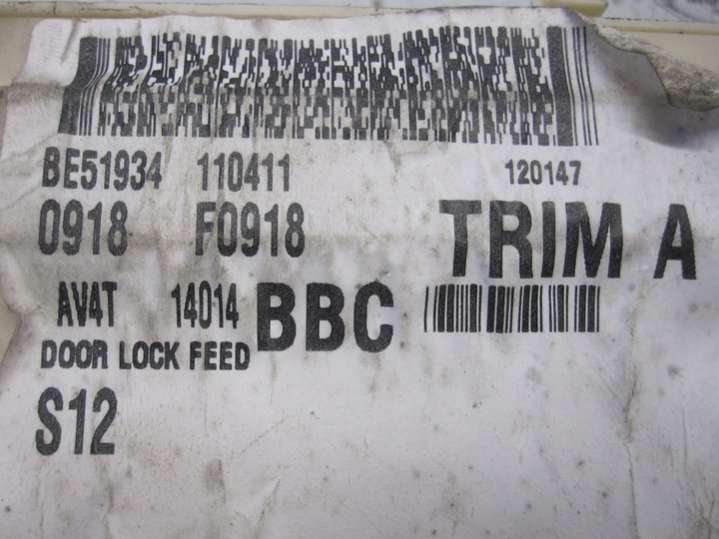 BE51934 110411 120147
0918 F0918 TRIM A
AV4T 14014 BBC
DOOR LOCK FEED
S12